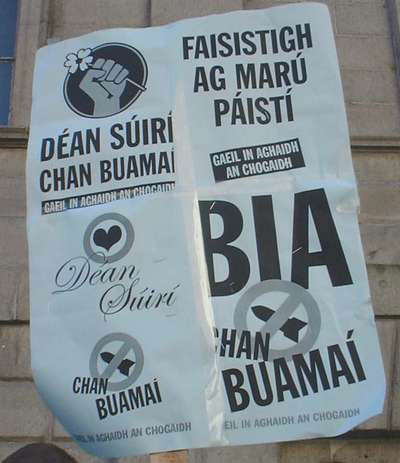 DÉAN SÚIRÍ
CHAN BUAMAÍ
GAEIL IN AGHAIDH AN CHOGAIDH
FAISISTIGH
AG MARÚ
PÁISTÍ
GAEIL IN AGHAIDH
AN CHOGAIDH
Déan
Súirí
CHAN
BUAMAÍ
GAEIL IN AGHAIDH AN CHOGAIDH
BIA
CHAN
BUAMAÍ
GAEIL IN AGHAIDH AN CHOGAIDH